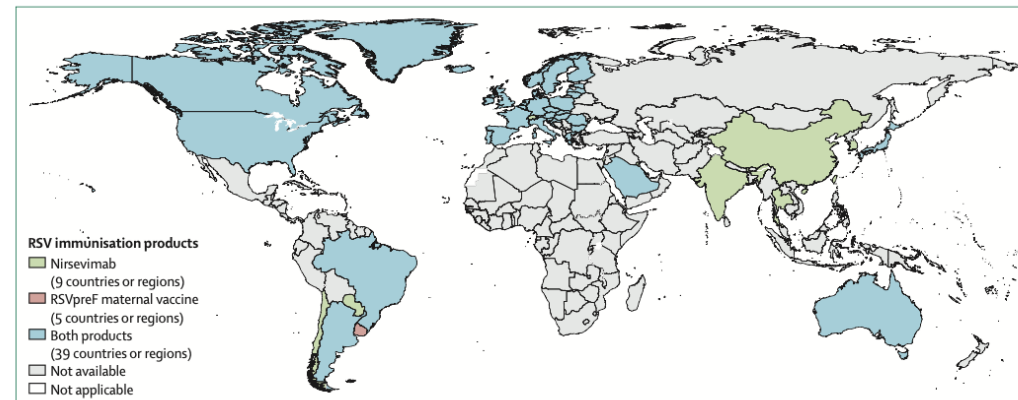 RSV immunisation products
Nirsevimab
(9 countries or regions)
RSVpreF maternal vaccine
(5 countries or regions)
Both products
(39 countries or regions)
Not available
Not applicable